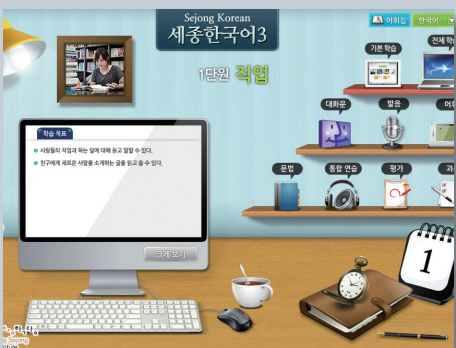 Sejong Korean
세종한국어3
어휘집
한국어
1단원 직업
기본 학습
대화문
발음
학습 목표
사람들의 직업과 하는 일에 대해 듣고 말할 수 있다.
친구에게 새로운 사람을 소개하는 글을 읽고 쓸 수 있다.
문법
통합 연습
평가
크게 보기
1